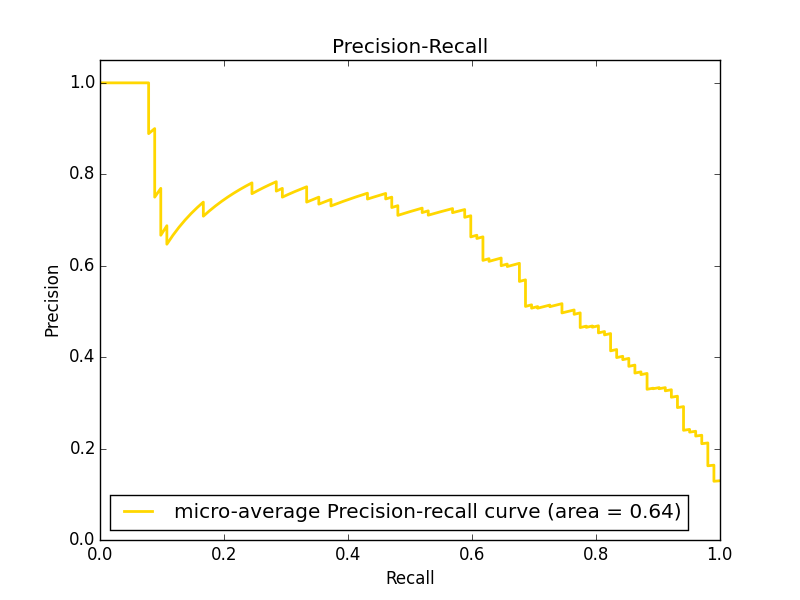 Precision-Recall
1.0
0.8
0.6
0.4
0.2
0.0
Precision
micro-average Precision-recall curve (area = 0.64)
0.0 0.2 0.4 0.6 0.8 1.0
Recall